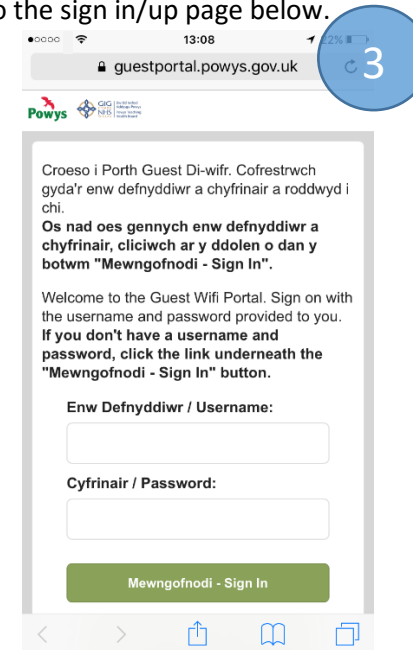 o the sign in/up page below.
13:08
22%
3
guestportal.powys.gov.uk
Powys
GIG
NHS
Croeso i Porth Guest Di-wifr. Cofrestrwch
gyda'r enw defnyddiwr a chyfrinair a roddwyd i
chi.
Os nad oes gennych enw defnyddiwr a
chyfrinair, cliciwch ar y ddolen o dan y
botwm "Mewngofnodi - Sign In".
Welcome to the Guest Wifi Portal. Sign on with
the username and password provided to you.
If you don't have a username and
password, click the link underneath the
"Mewngofnodi - Sign In" button.
Enw Defnyddiwr / Username:
Cyfrinair / Password:
Mewngofnodi - Sign In